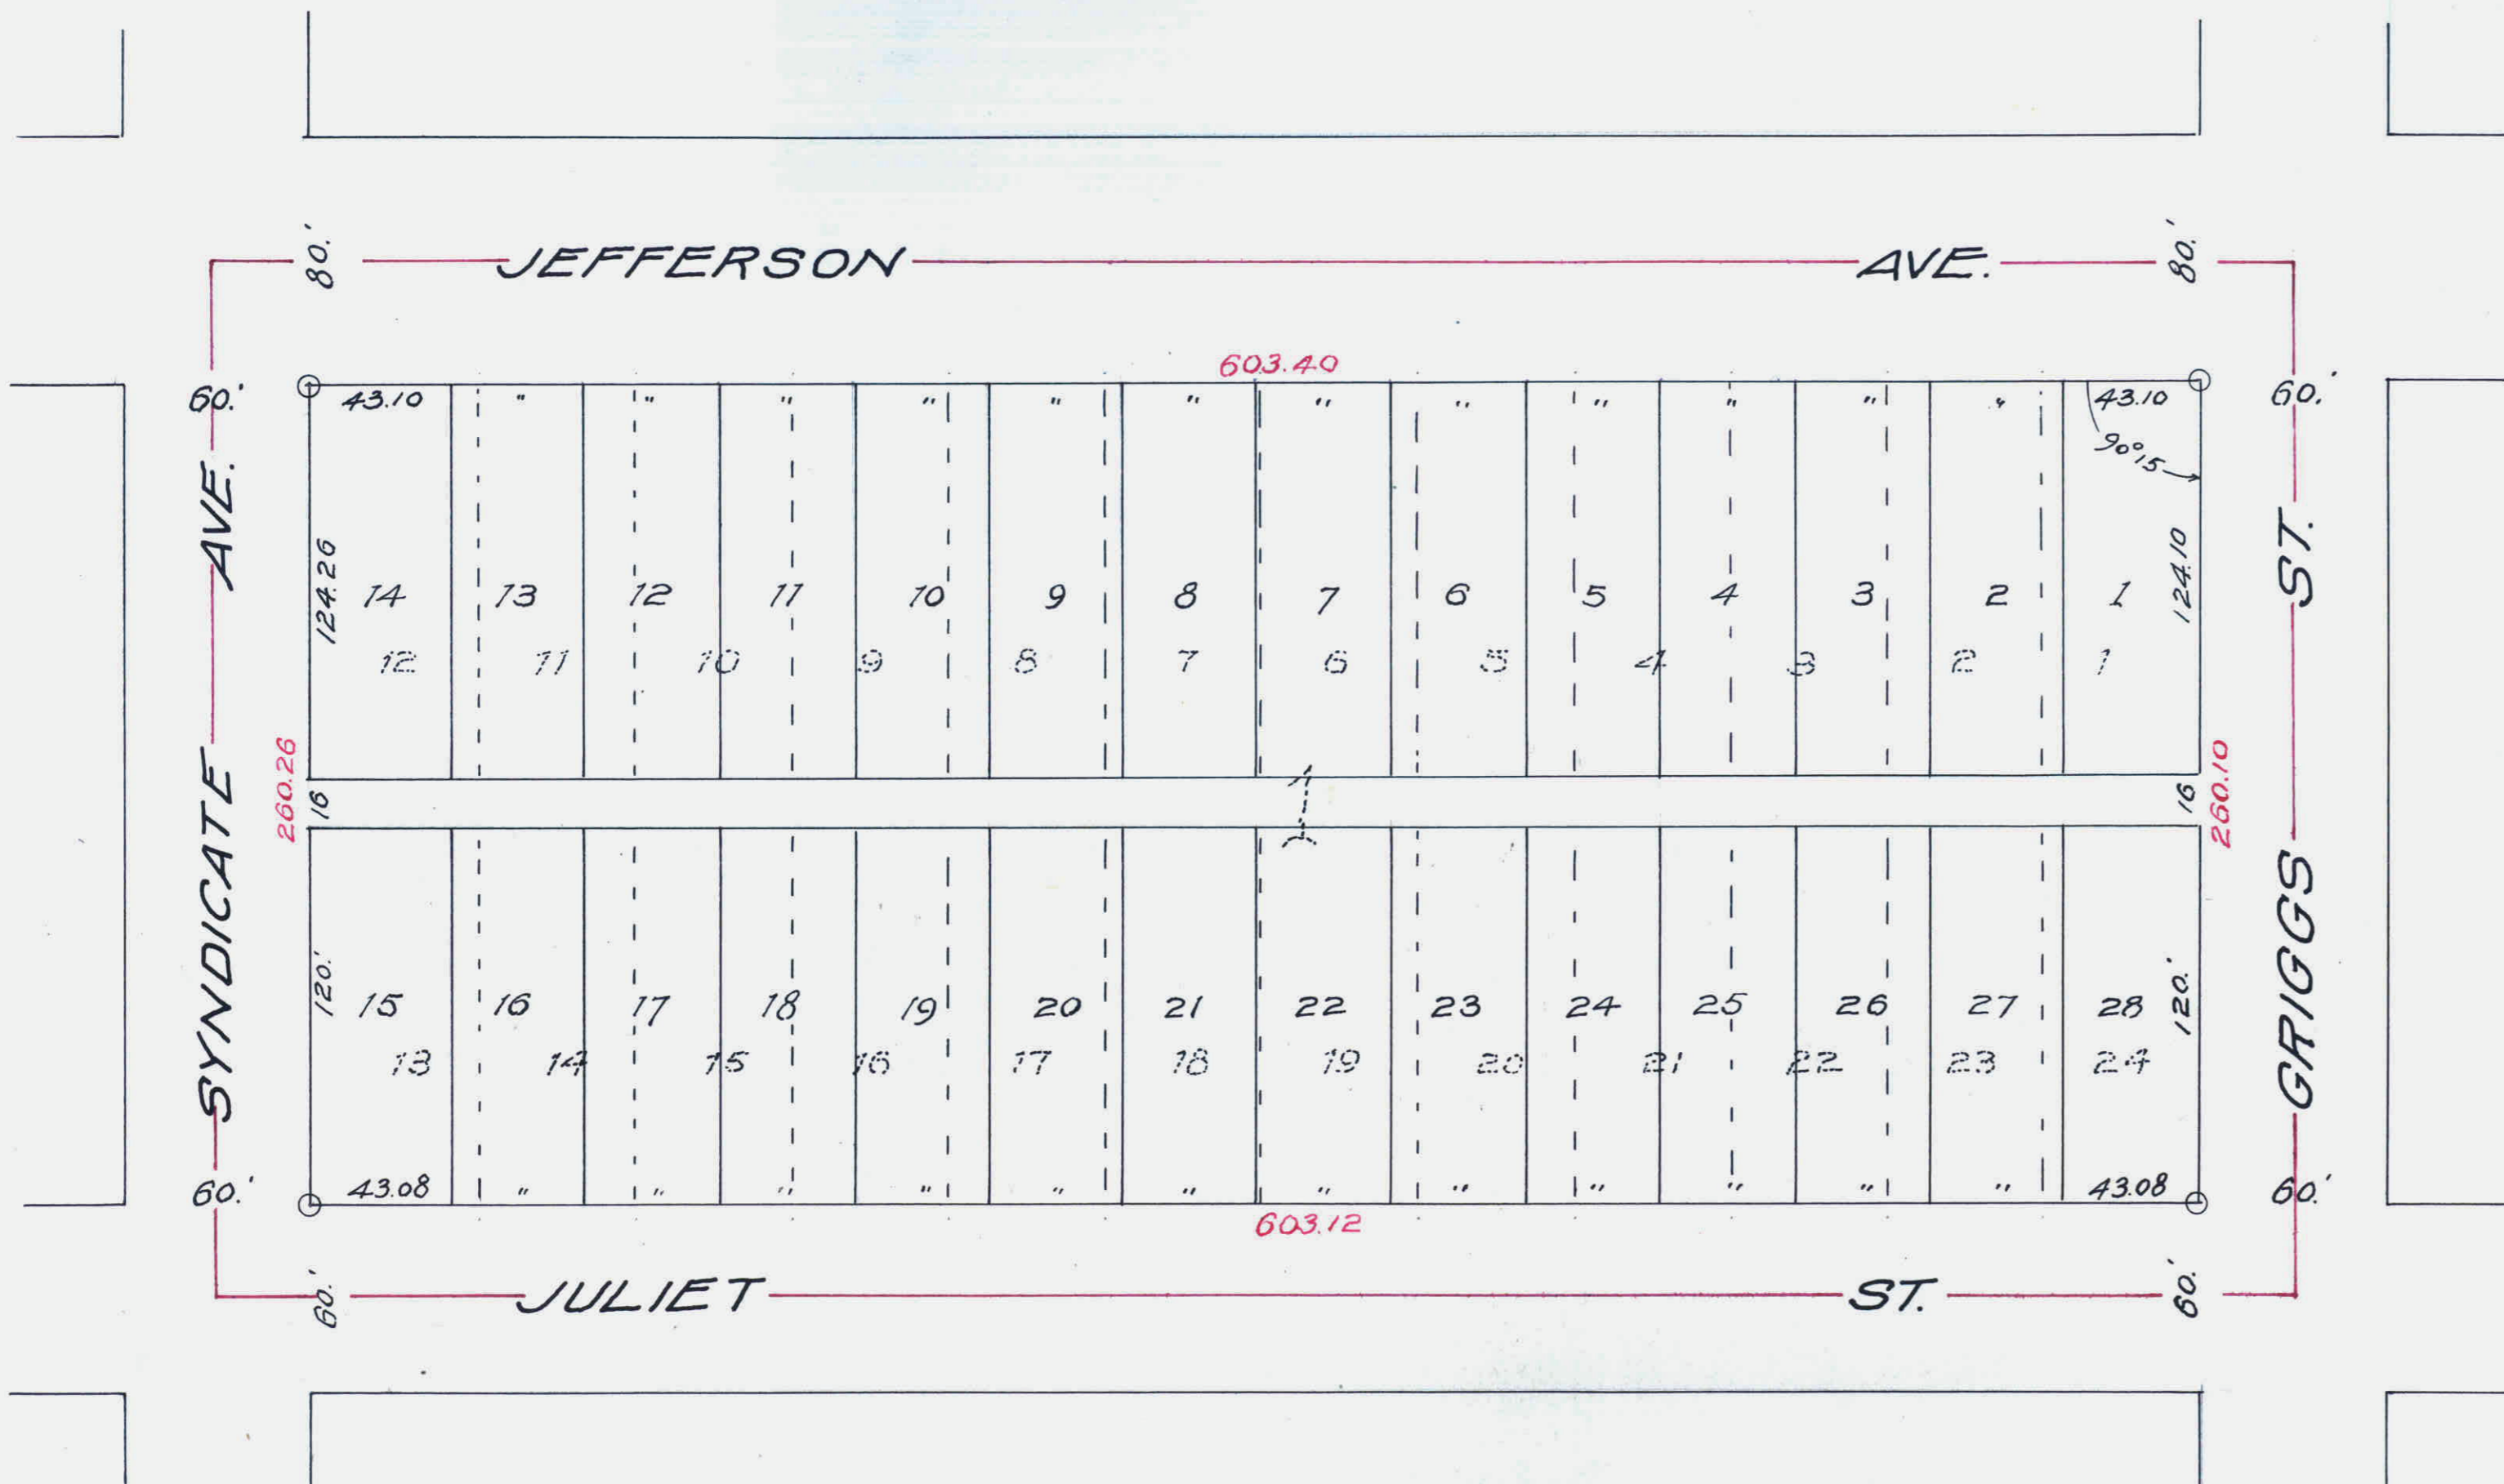 80.' JEFFERSON AVE. 80.'
603.40
60.' 60.'
43.10 " " " " " " " " " " " " 43.10
90°15
SYNDICATE AVE.
GRIGGS ST.
124.26 124.10
14 13 12 11 10 9 8 7 6 5 4 3 2 1
12 11 10 9 8 7 6 5 4 3 2 1
260.26 16 1 16 260.10
120.' 120.'
15 16 17 18 19 20 21 22 23 24 25 26 27 28
13 14 15 16 17 18 19 20 21 22 23 24
60.' 43.08 " " " " " " " " " " " " 43.08 60.'
603.12
60.' JULIET ST. 60.'